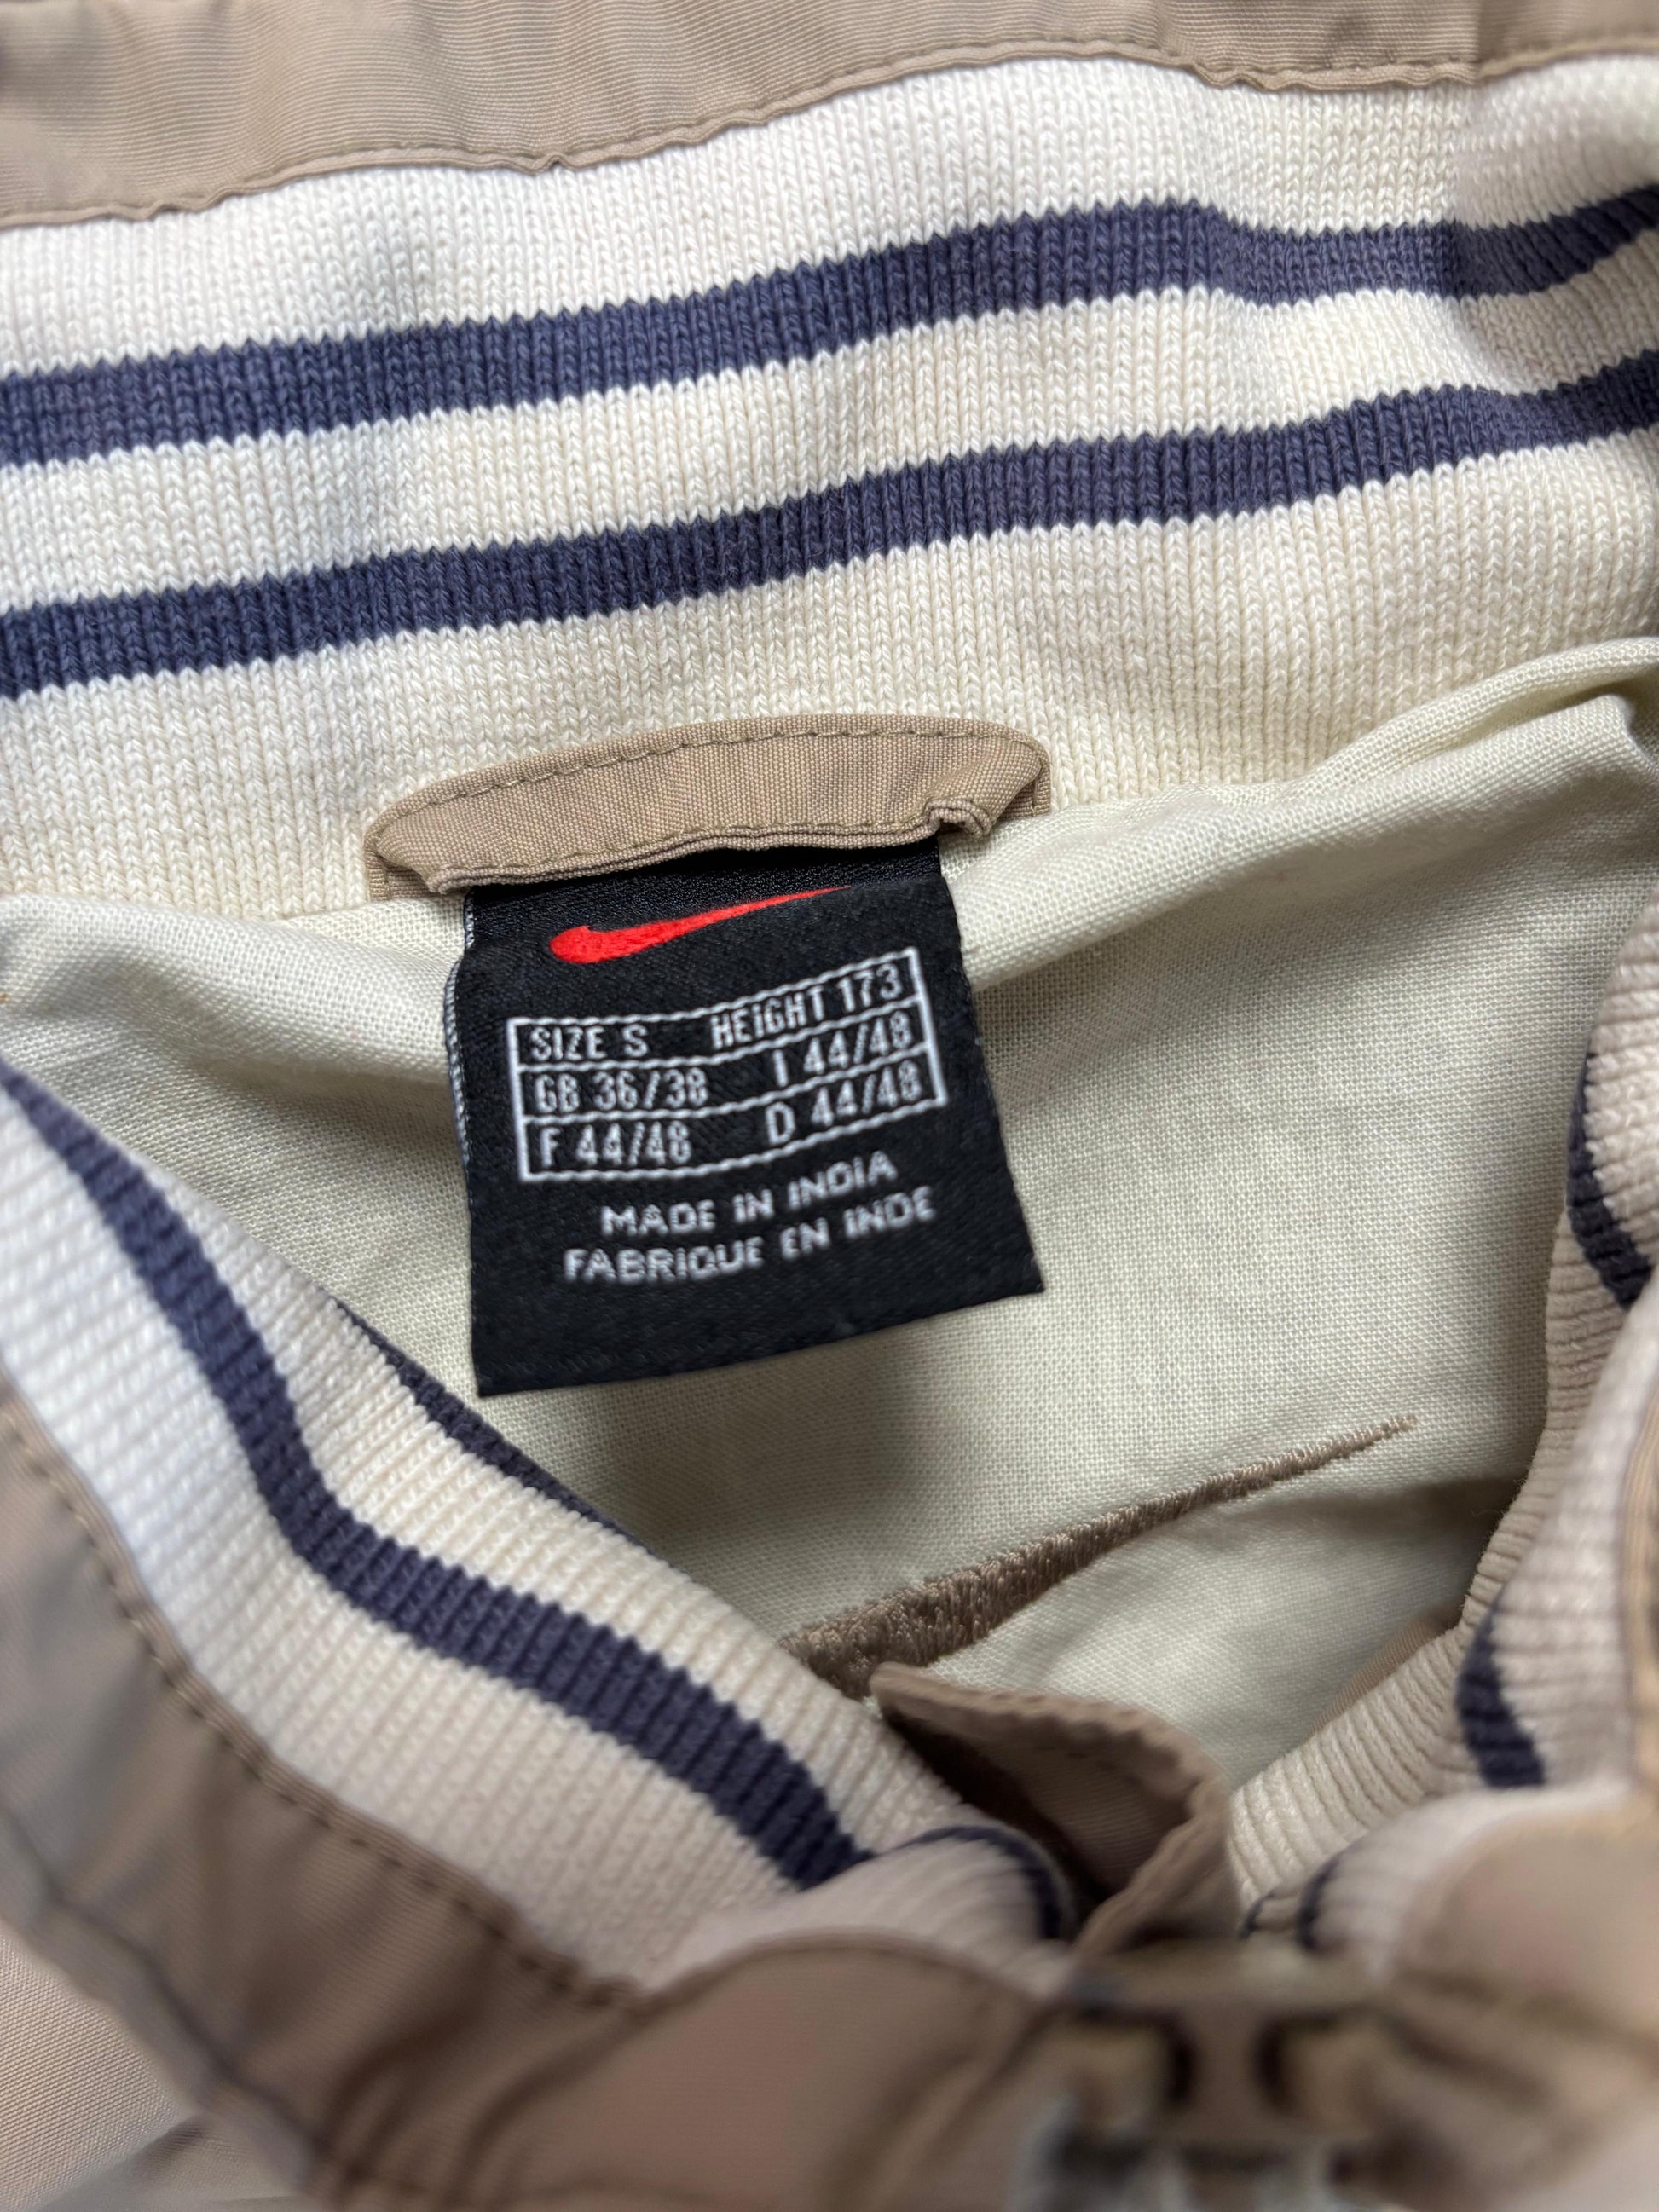 SIZE S HEIGHT 173
GB 36/38 I 44/48
F 44/48 D 44/48
MADE IN INDIA
FABRIQUE EN INDE